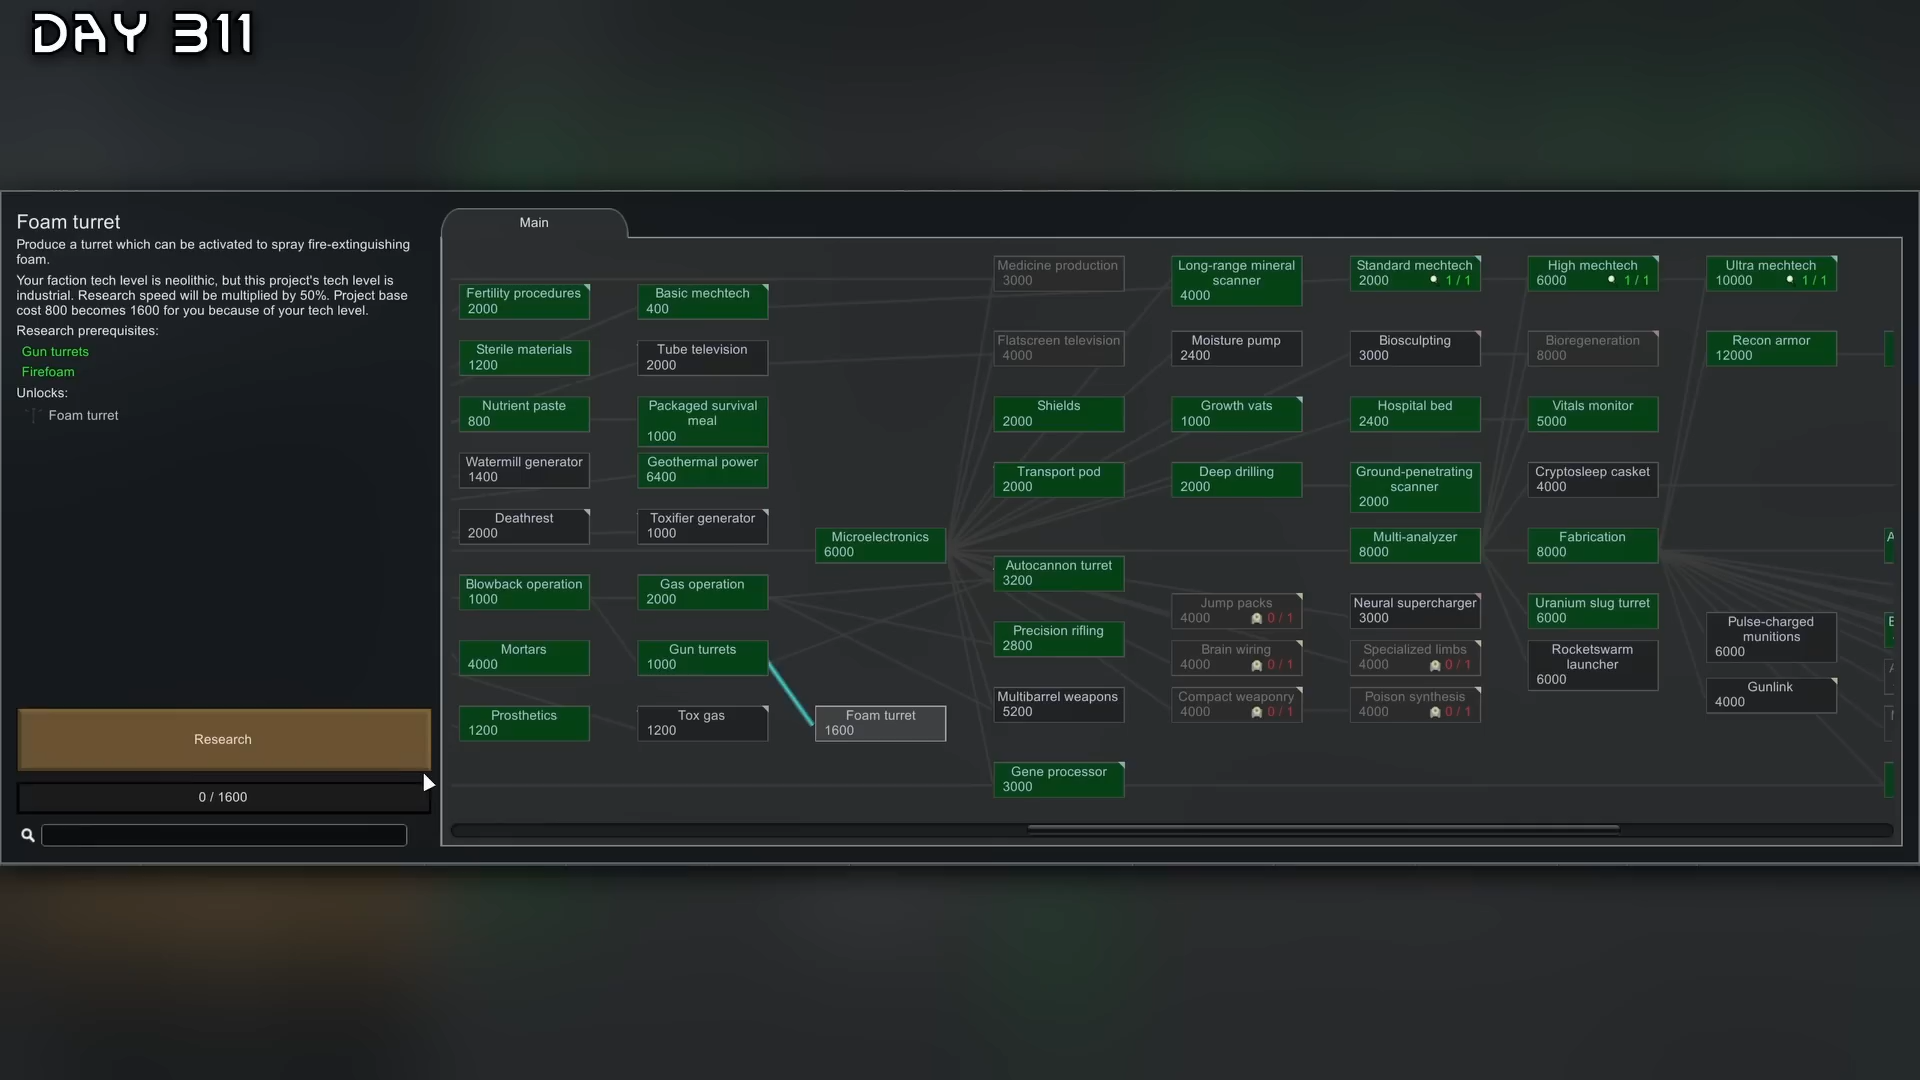 DAY 311
Foam turret
Produce a turret which can be activated to spray fire-extinguishing
foam.
Your faction tech level is neolithic, but this project's tech level is
industrial. Research speed will be multiplied by 50%. Project base
cost 800 becomes 1600 for you because of your tech level.
Research prerequisites:
Gun turrets
Firefoam
Unlocks:
Foam turret
Research
0 / 1600
Main
Fertility procedures
2000
Sterile materials
1200
Nutrient paste
800
Watermill generator
1400
Deathrest
2000
Blowback operation
1000
Mortars
4000
Prosthetics
1200
Basic mechtech
400
Tube television
2000
Packaged survival
meal
1000
Geothermal power
6400
Toxifier generator
1000
Gas operation
2000
Gun turrets
1000
Tox gas
1200
Microelectronics
6000
Foam turret
1600
Medicine production
3000
Flatscreen television
4000
Shields
2000
Transport pod
2000
Autocannon turret
3200
Precision rifling
2800
Multibarrel weapons
5200
Gene processor
3000
Long-range mineral
scanner
4000
Moisture pump
2400
Growth vats
1000
Deep drilling
2000
Jump packs
4000 0 / 1
Brain wiring
4000 0 / 1
Compact weaponry
4000 0 / 1
Standard mechtech
2000 1 / 1
Biosculpting
3000
Hospital bed
2400
Ground-penetrating
scanner
2000
Multi-analyzer
8000
Neural supercharger
3000
Specialized limbs
4000 0 / 1
Poison synthesis
4000 0 / 1
High mechtech
6000 1 / 1
Bioregeneration
8000
Vitals monitor
5000
Cryptosleep casket
4000
Fabrication
8000
Uranium slug turret
6000
Rocketswarm
launcher
6000
Ultra mechtech
10000 1 / 1
Recon armor
12000
Pulse-charged
munitions
6000
Gunlink
4000